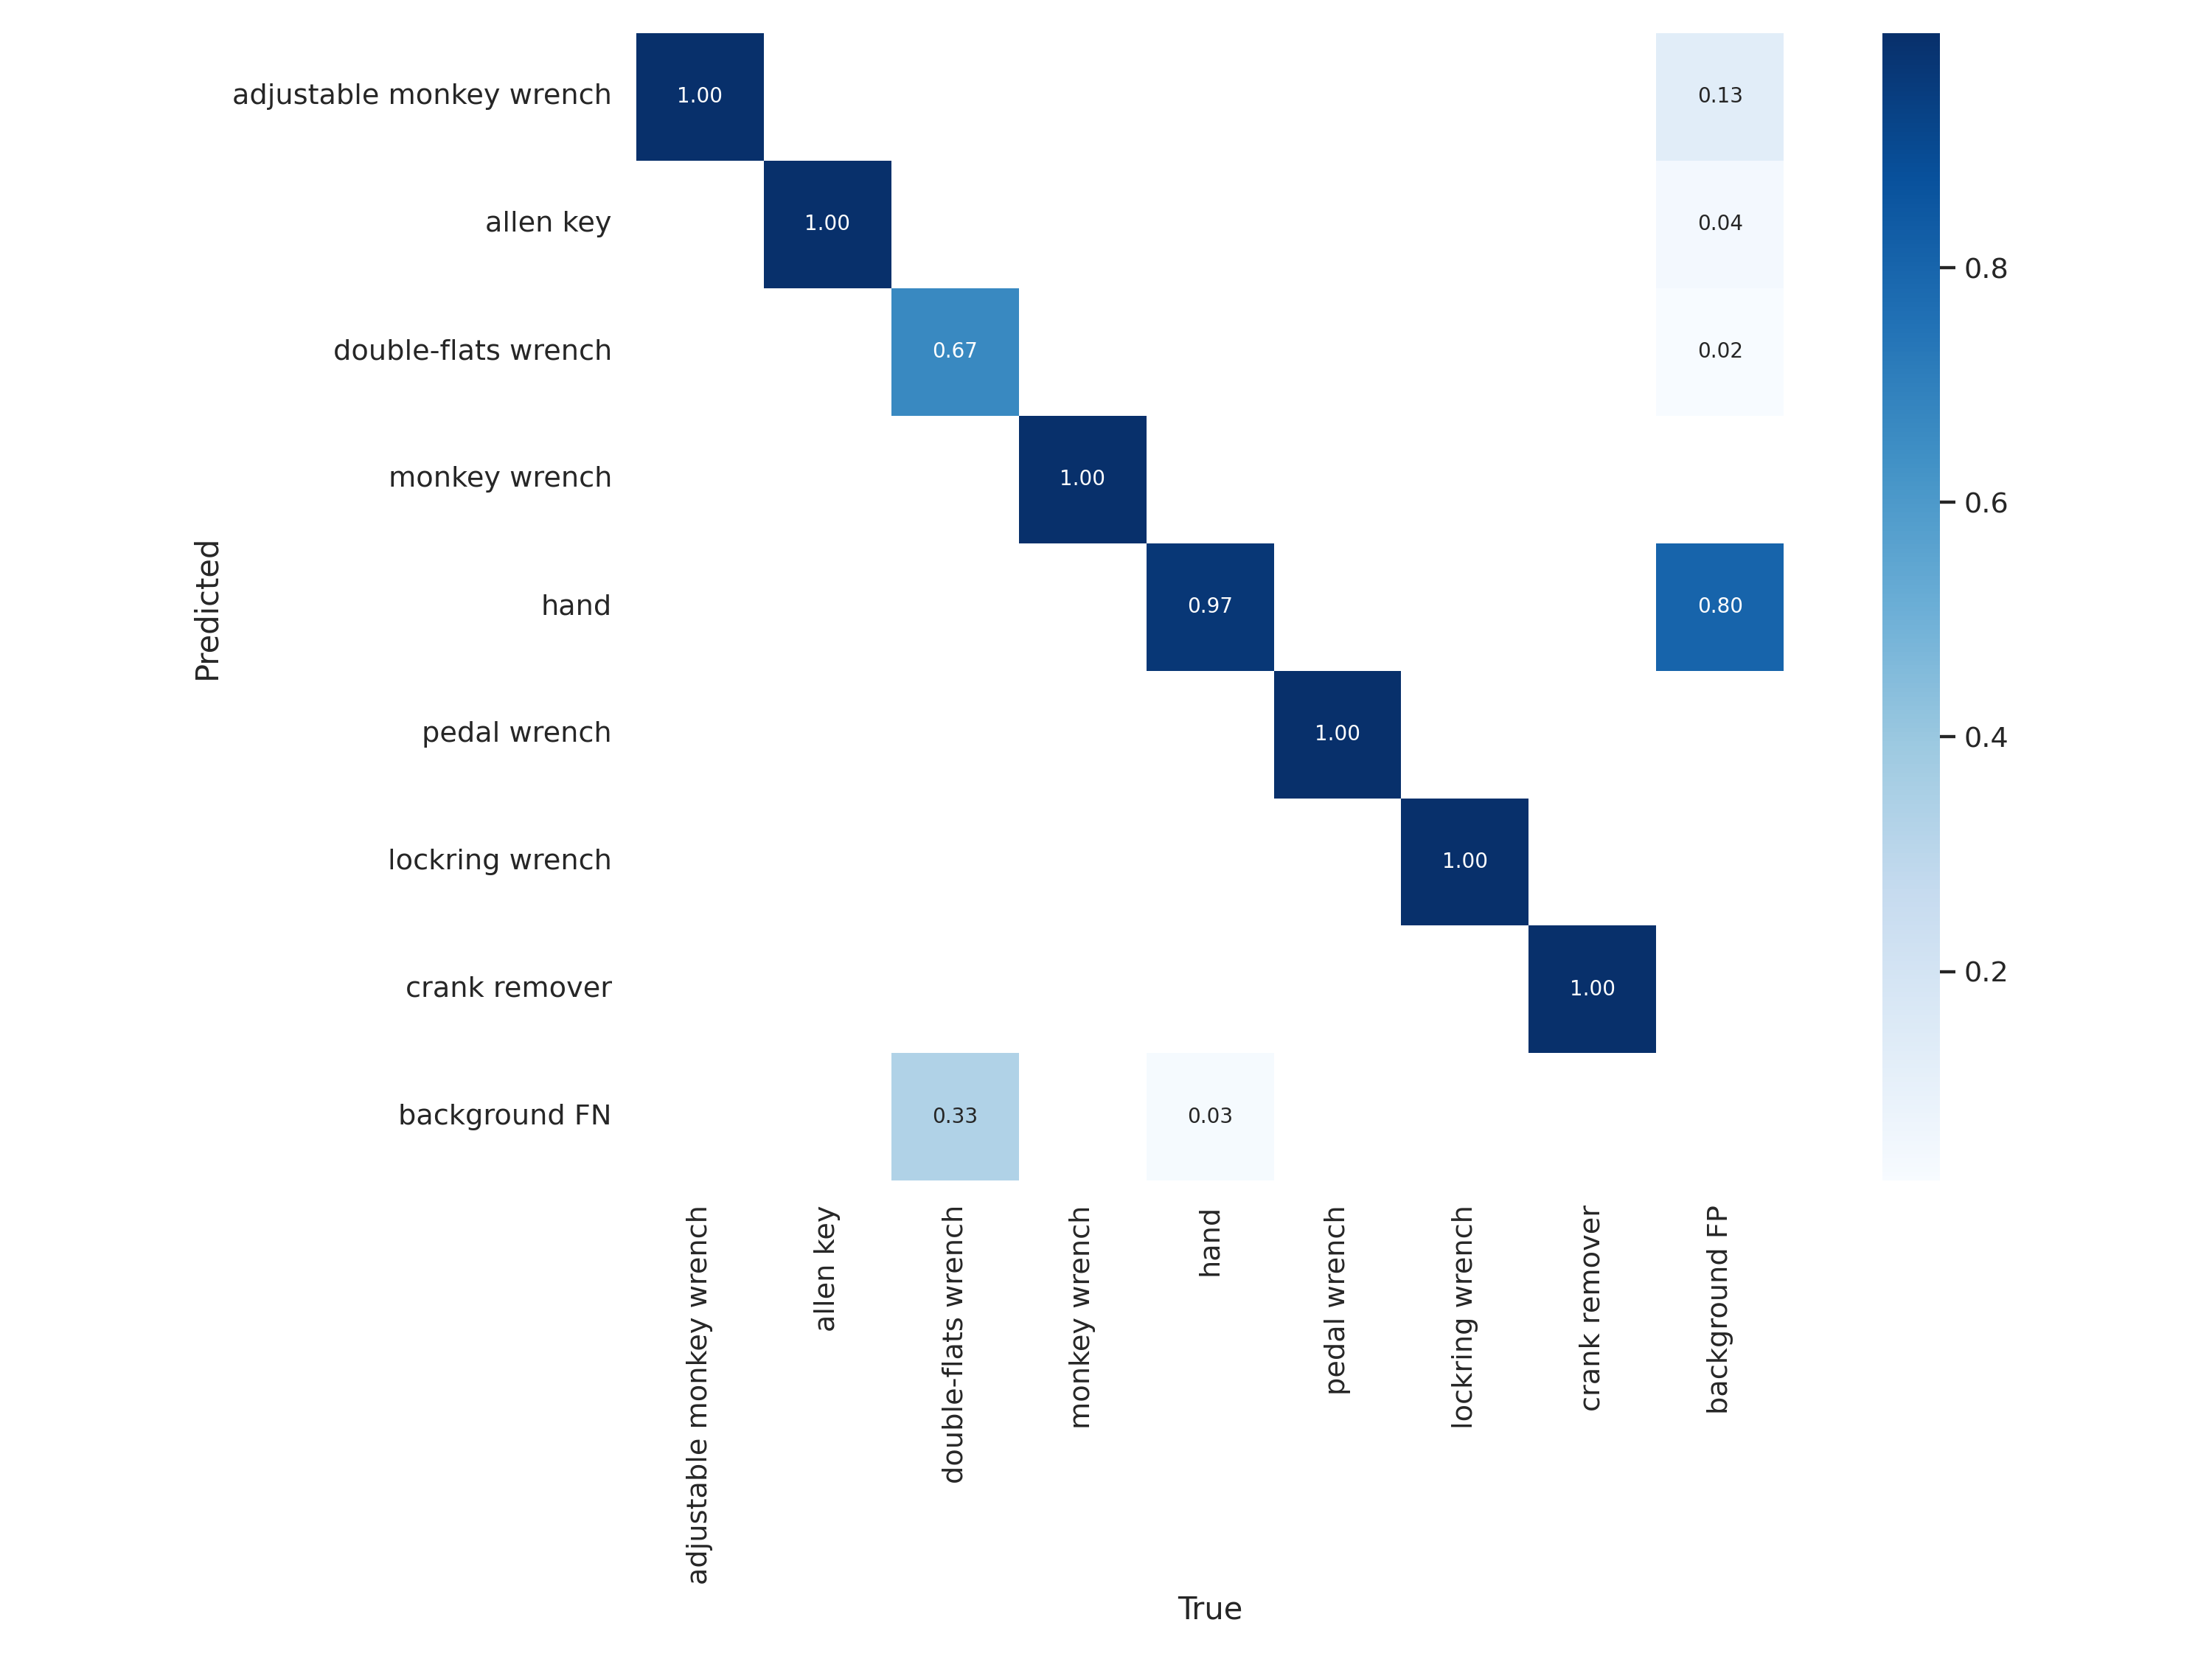 adjustable monkey wrench 1.00 0.13
allen key 1.00 0.04 0.8
double-flats wrench 0.67 0.02
monkey wrench 1.00 0.6
Predicted
hand 0.97 0.80
pedal wrench 1.00 0.4
lockring wrench 1.00
crank remover 1.00 0.2
background FN 0.33 0.03
adjustable monkey wrench
allen key
double-flats wrench
monkey wrench
hand
pedal wrench
lockring wrench
crank remover
background FP
True